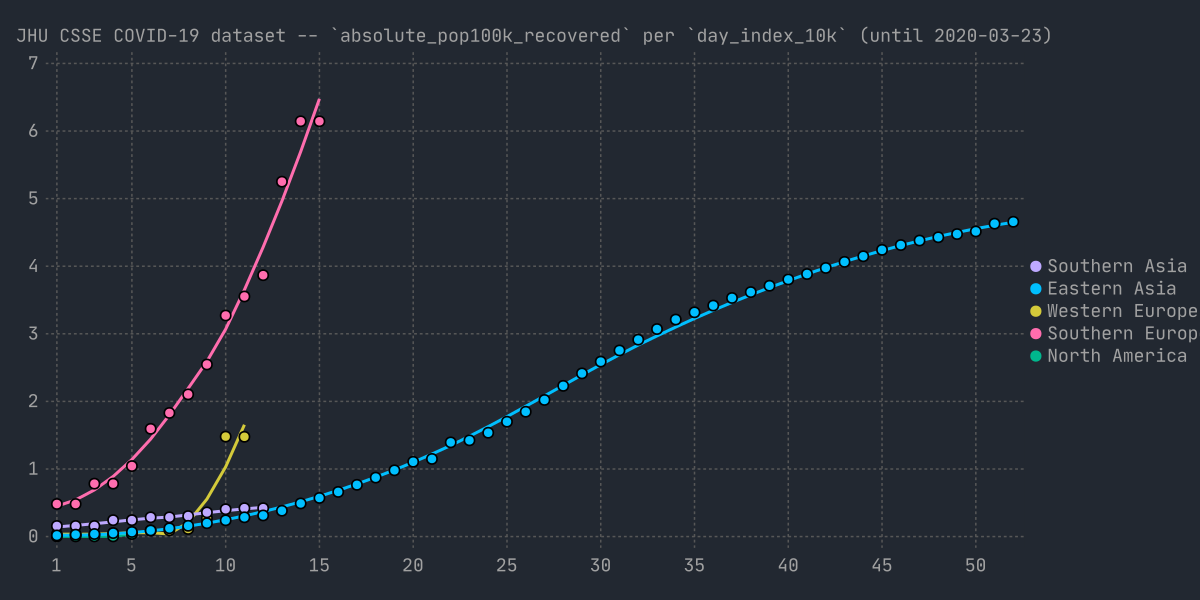 JHU CSSE COVID-19 dataset -- `absolute_pop100k_recovered` per `day_index_10k` (until 2020-03-23)
7
6
5
4
3
2
1
0
1 5 10 15 20 25 30 35 40 45 50
Southern Asia
Eastern Asia
Western Europe
Southern Europ
North America